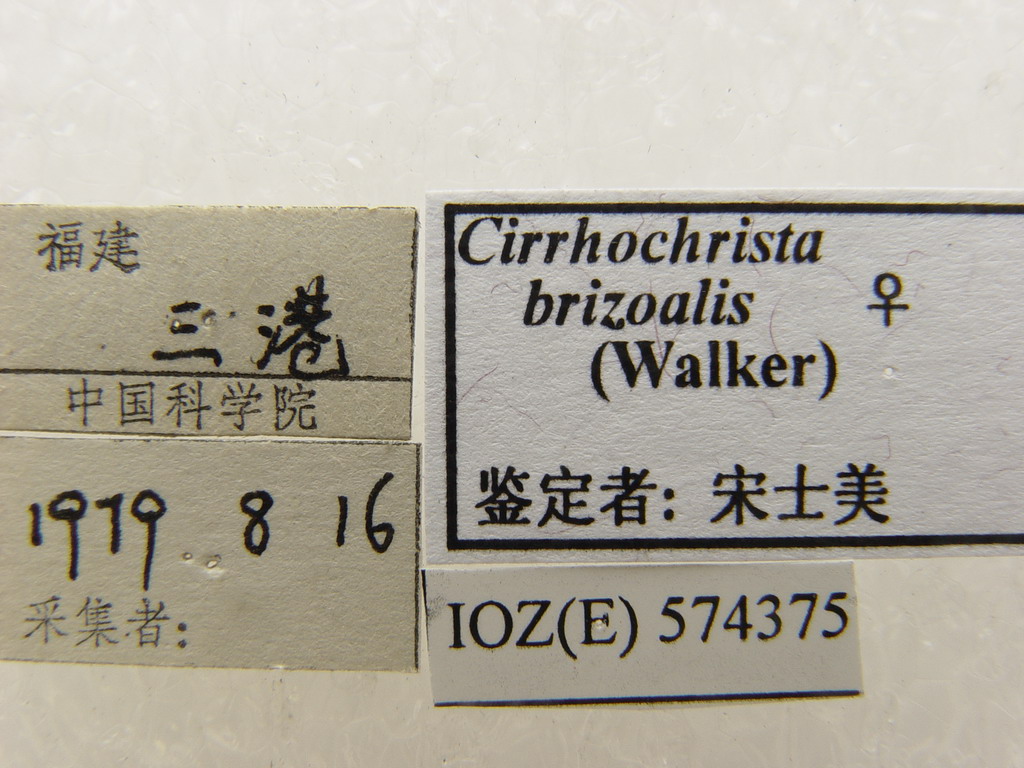 福建
三港
中国科学院
1979 8 16
采集者:
Cirrhochrista
brizoalis ♀
(Walker)
鉴定者: 宋士美
IOZ(E) 574375